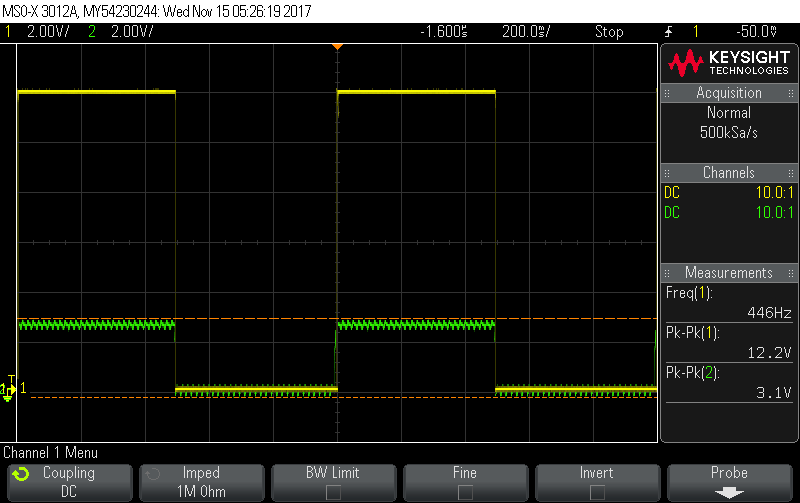 MSO-X 3012A, MY54230244: Wed Nov 15 05:26:19 2017
1 2.00V/ 2 2.00V/ -1.600s 200.0s/ Stop 1 -50.0V
KEYSIGHT
TECHNOLOGIES
Acquisition
Normal
500kSa/s
Channels
DC 10.0:1
DC 10.0:1
Measurements
Freq(1):
446Hz
Pk-Pk(1):
12.2V
Pk-Pk(2):
3.1V
T
2 1
Channel 1 Menu
Coupling
DC
Imped
1M Ohm
BW Limit
Fine
Invert
Probe